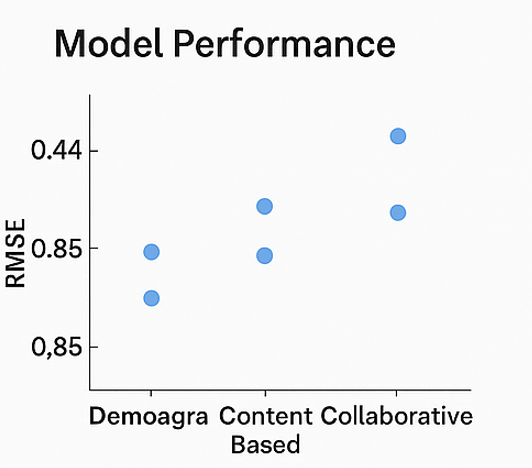 Model Performance
0.44
0.85
0,85
RMSE
Demoagra Content Collaborative
Based